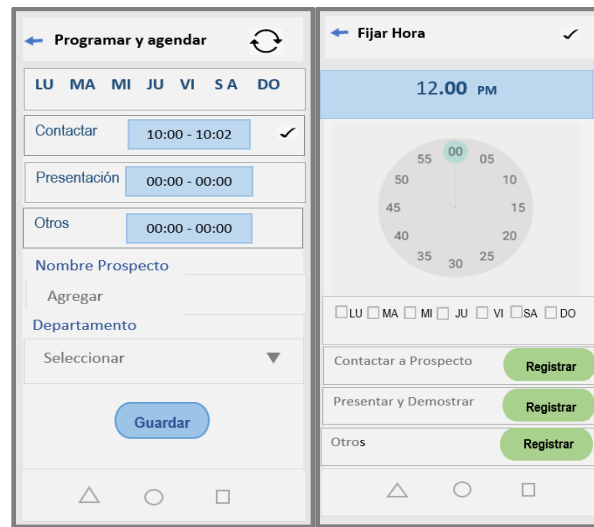 Programar y agendar
LU MA MI JU VI S A DO
Contactar 10:00 - 10:02
Presentación 00:00 - 00:00
Otros 00:00 - 00:00
Nombre Prospecto
Agregar
Departamento
Seleccionar
Guardar
Fijar Hora
12.00 PM
00
05
10
15
20
25
30
35
40
45
50
55
LU MA MI JU VI SA DO
Contactar a Prospecto Registrar
Presentar y Demostrar Registrar
Otros Registrar